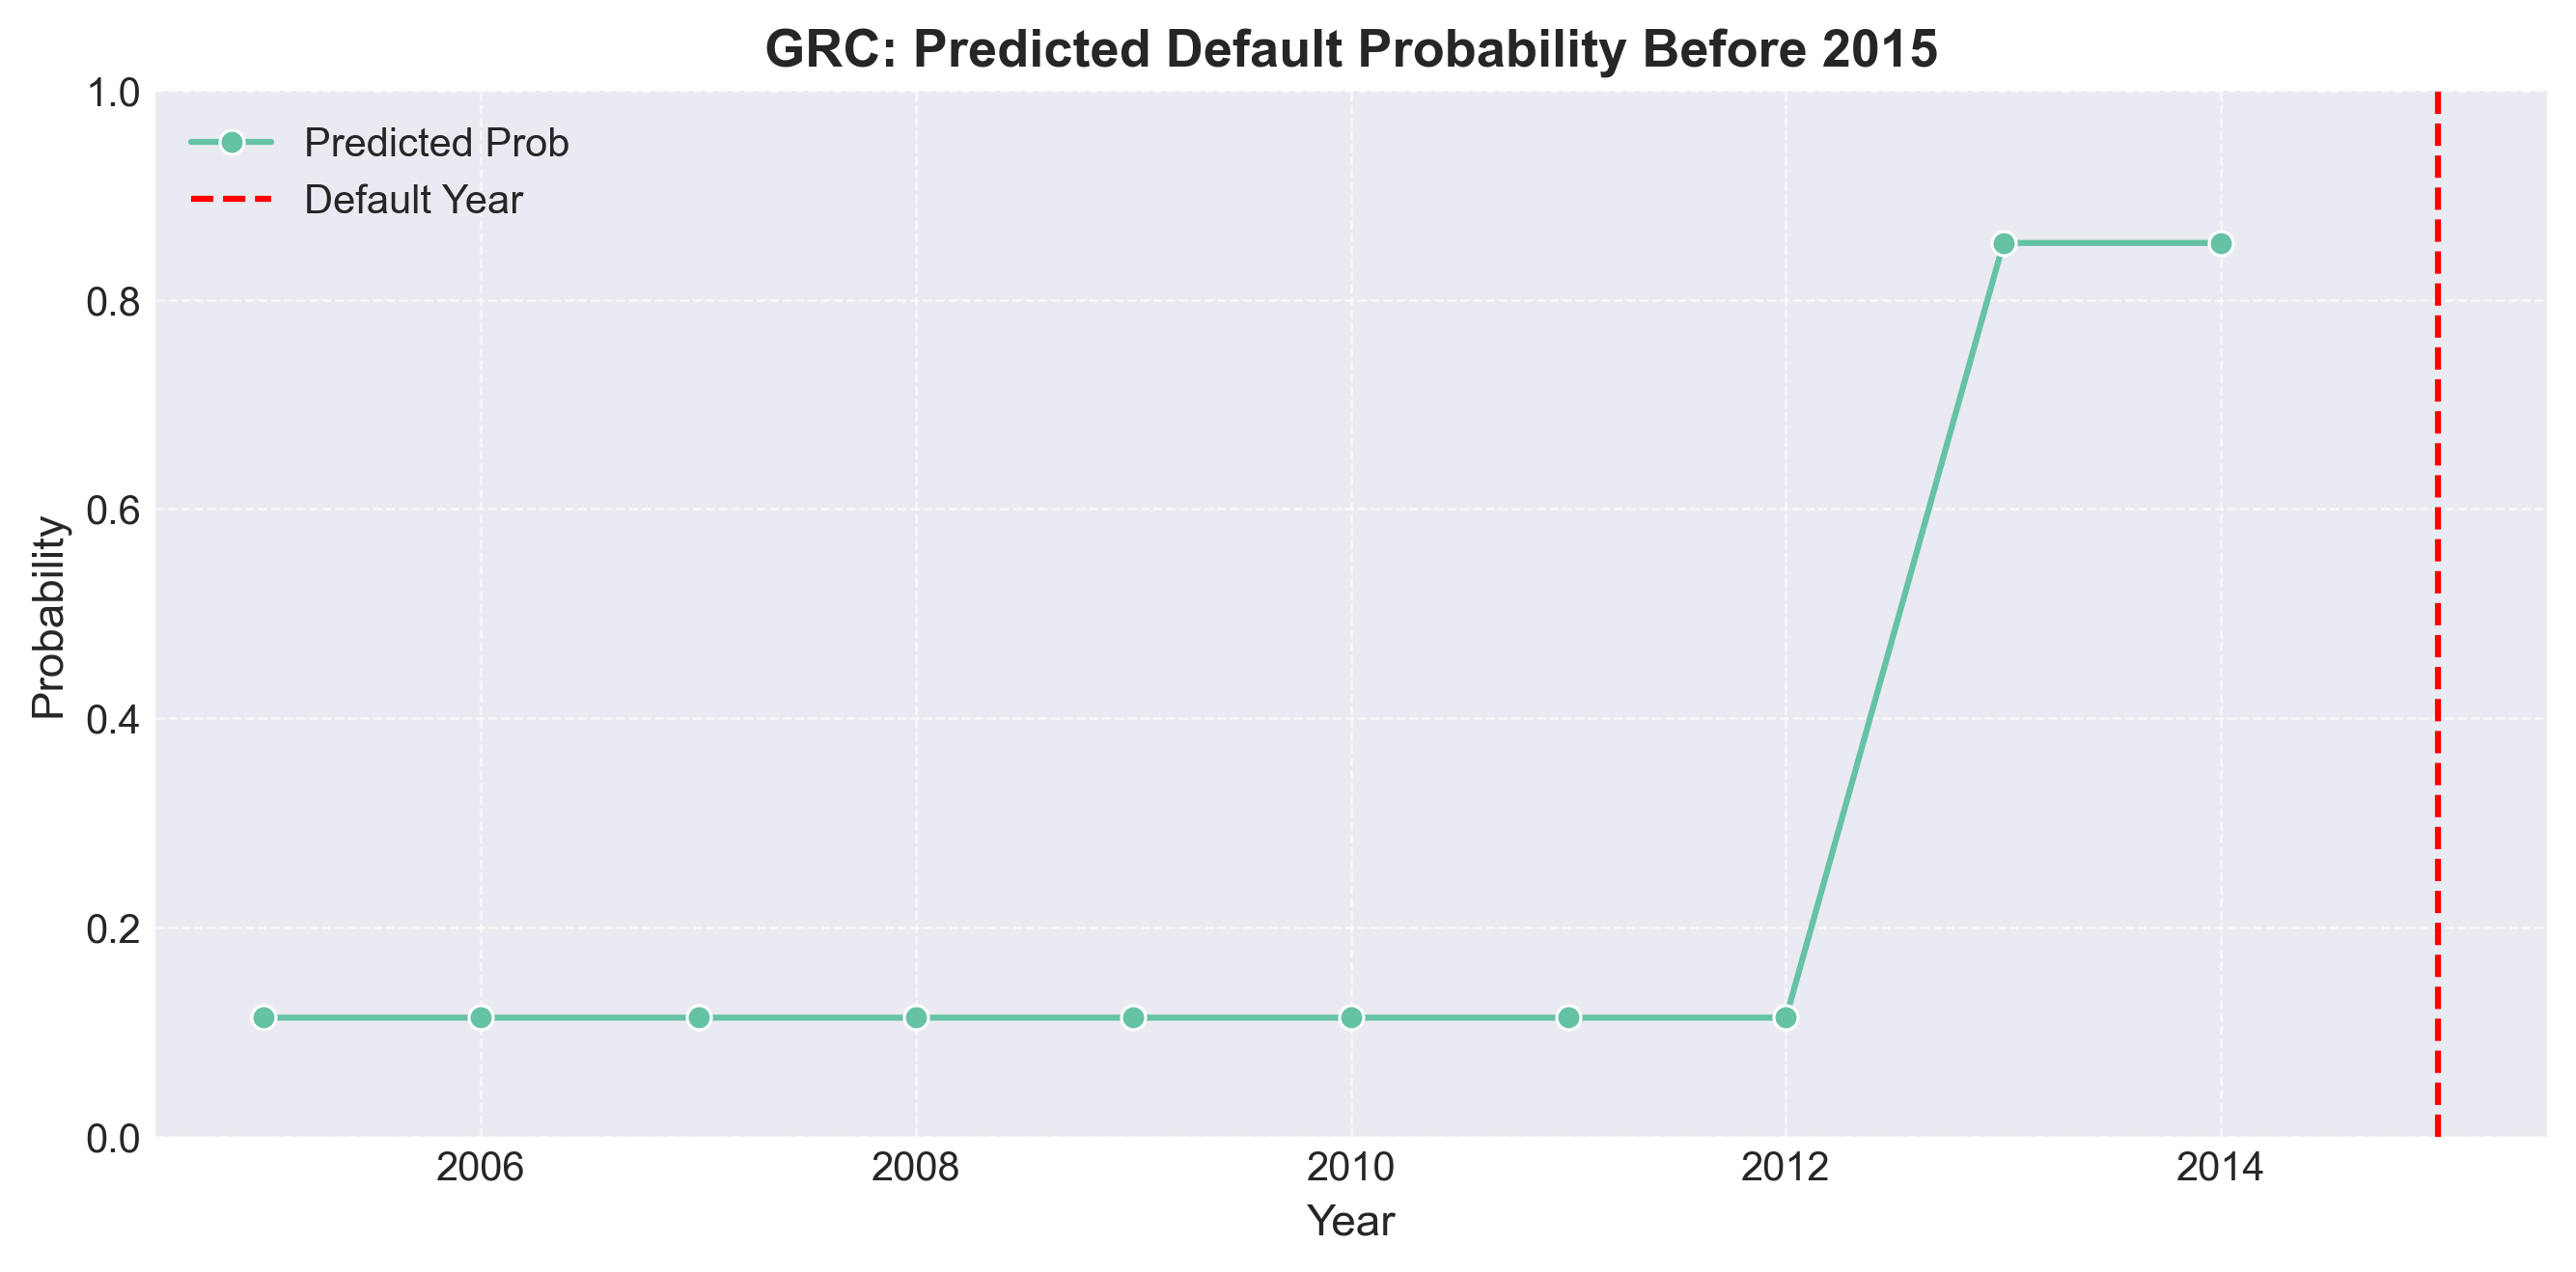 GRC: Predicted Default Probability Before 2015
1.0
0.8
0.6
0.4
0.2
0.0
Probability
Predicted Prob
Default Year
2006 2008 2010 2012 2014
Year